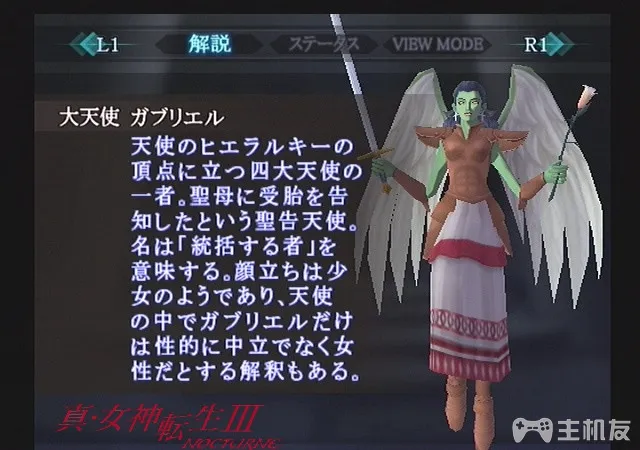 L1 解説 ステータス VIEW MODE R1
大天使 ガブリエル
天使のヒエラルキーの
頂点に立つ四大天使の
一者。聖母に受胎を告
知したという聖告天使。
名は「統括する者」を
意味する。顔立ちは少
女のようであり、天使
の中でガブリエルだけ
は性的に中立でなく女
性だとする解釈もある。
真・女神転生III
NOCTURNE
主机友